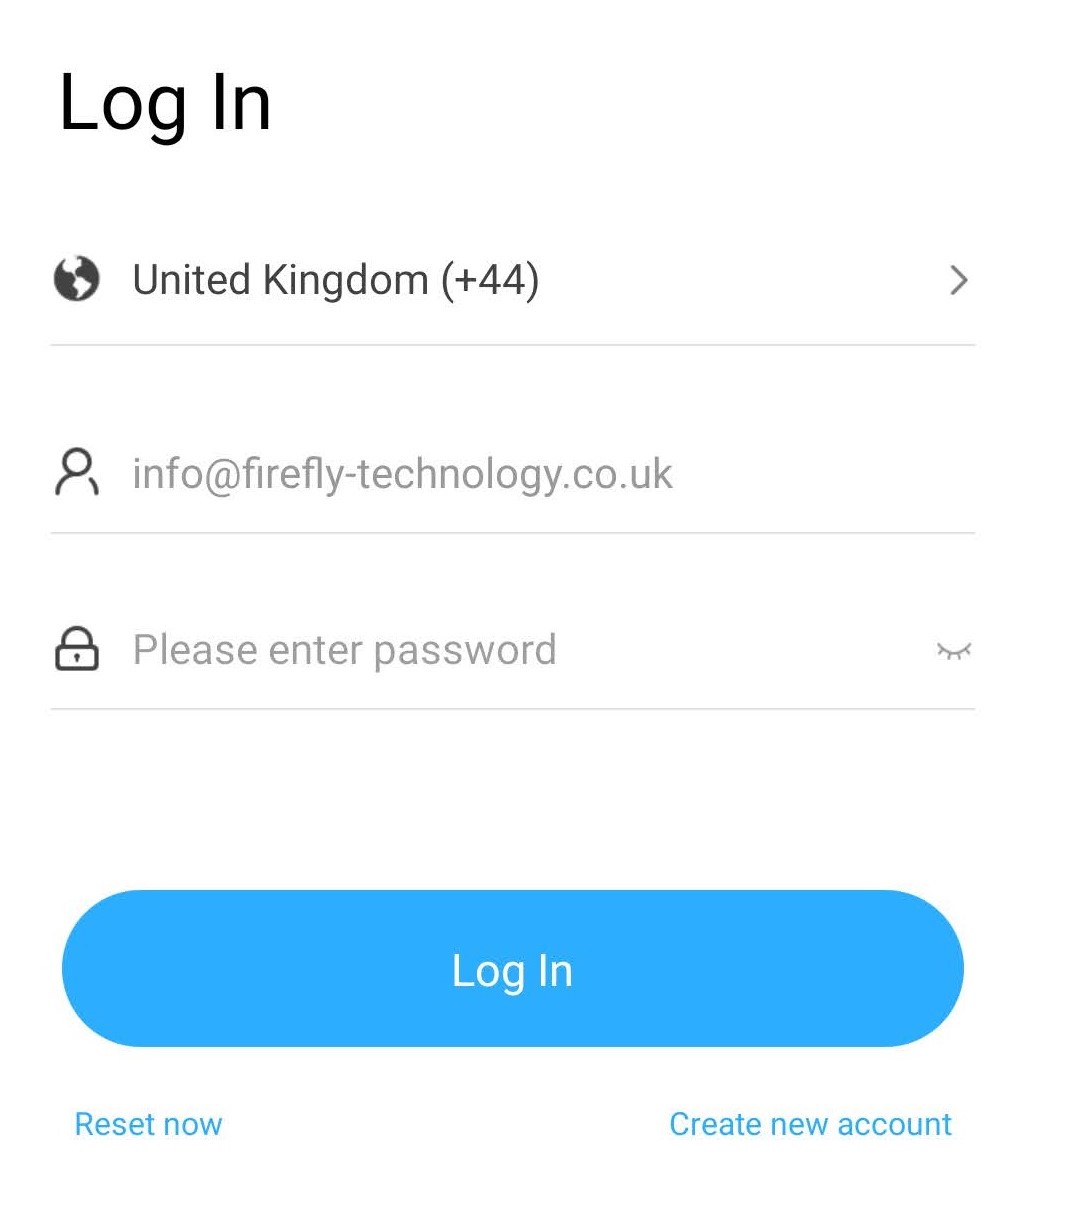 Log In
United Kingdom (+44)
info@firefly-technology.co.uk
Please enter password
Log In
Reset now
Create new account